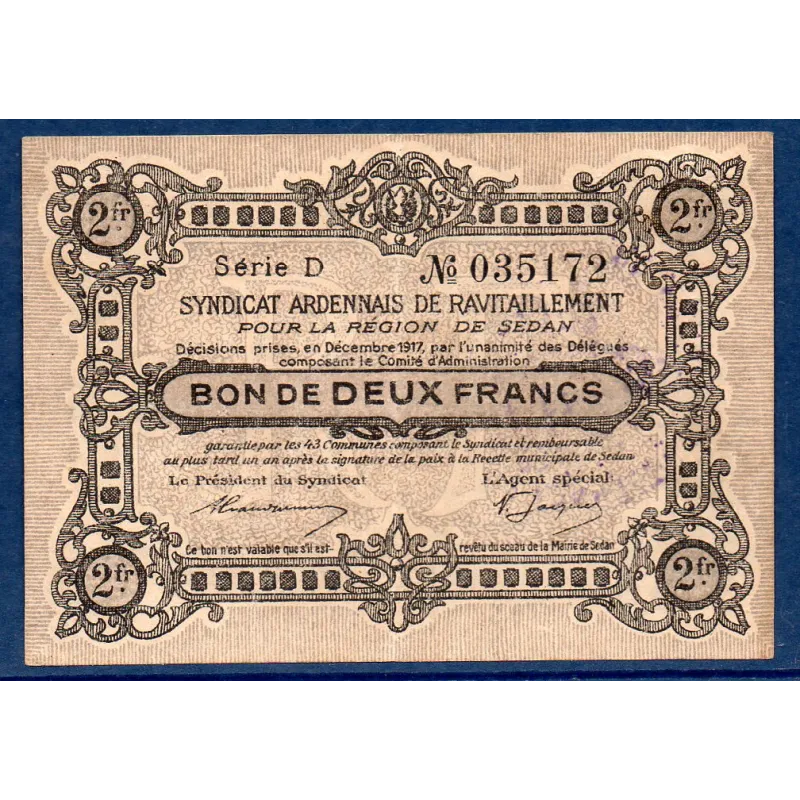 2fr. 2fr.
Série D № 035172
SYNDICAT ARDENNAIS DE RAVITAILLEMENT
POUR LA RÉGION DE SEDAN
Décisions prises, en Décembre 1917, par l'unanimité des Délégués
composant le Comité d'Administration
BON DE DEUX FRANCS
garantie par les 43 Communes composant le Syndicat et remboursable
au plus tard un an après la signature de la paix à la Recette municipale de Sedan
Le Président du Syndicat L'Agent spécial
Ce bon n'est valable que s'il est revêtu du sceau de la Mairie de Sedan
2fr. 2fr.